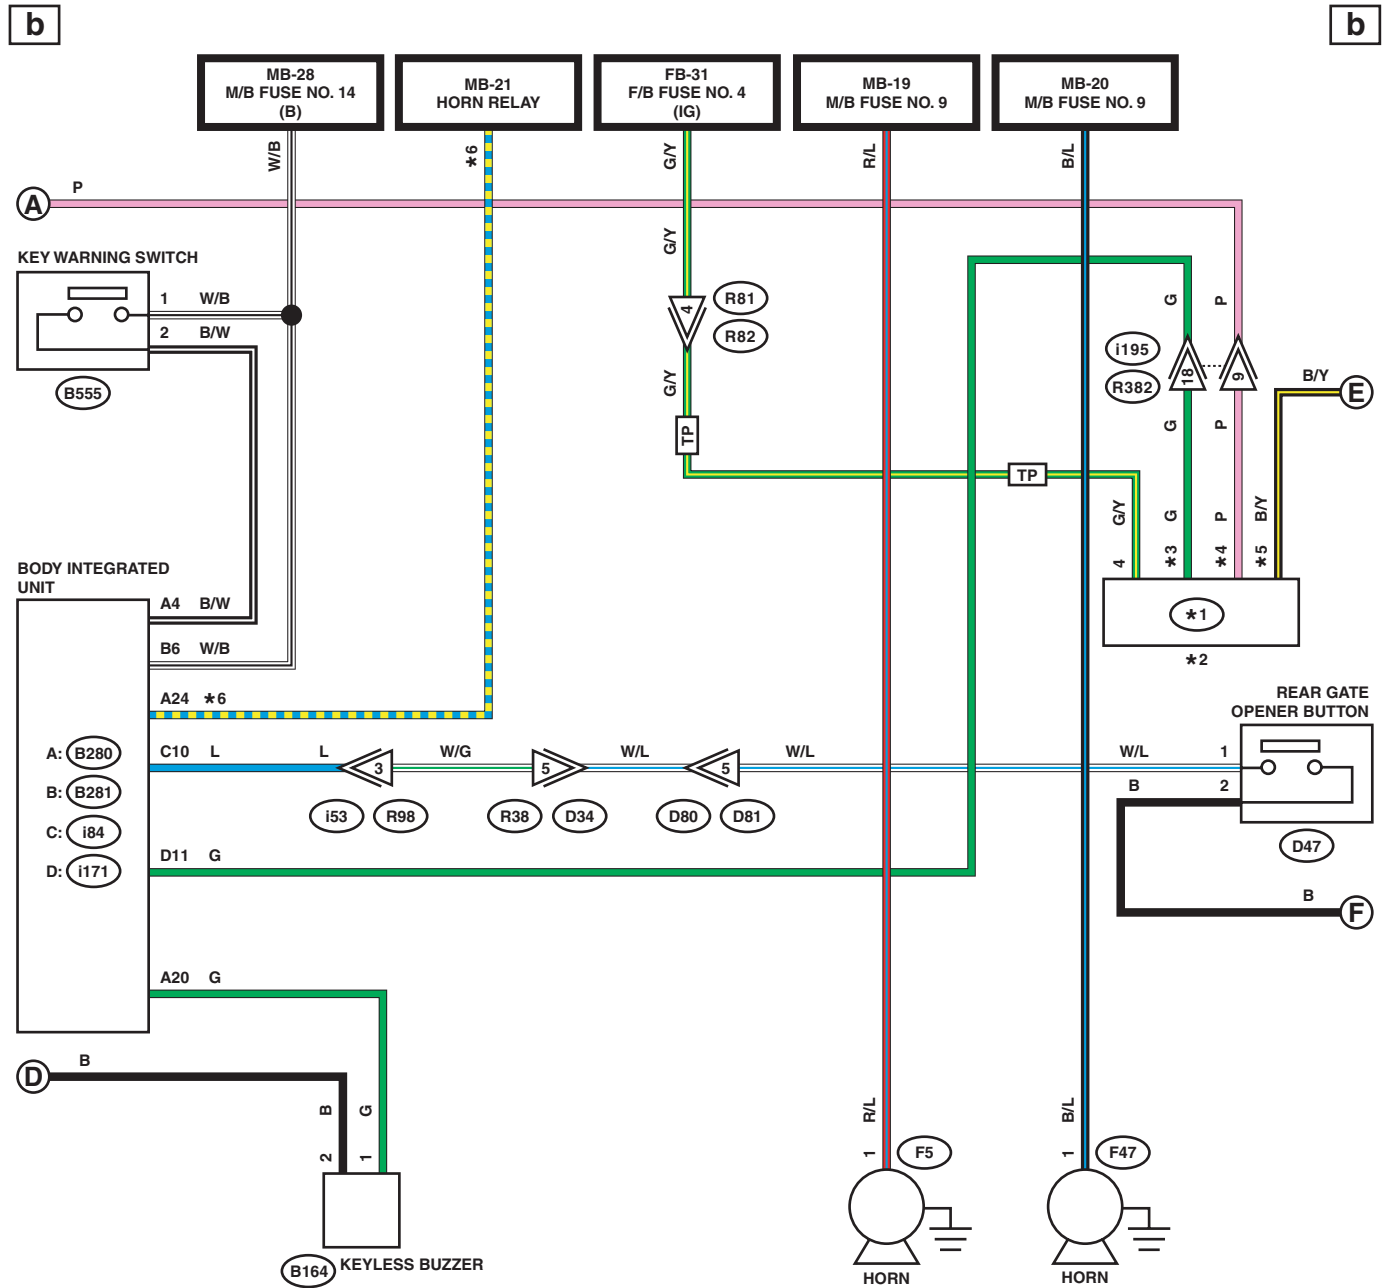 b
b
MB-28
M/B FUSE NO. 14
(B)
MB-21
HORN RELAY
FB-31
F/B FUSE NO. 4
(IG)
MB-19
M/B FUSE NO. 9
MB-20
M/B FUSE NO. 9
W/B
*6
G/Y
R/L
B/L
A
P
G/Y
KEY WARNING SWITCH
1 W/B
2 B/W
B555
4
R81
R82
G/Y
TP
TP
G
P
i195
R382
18
9
B/Y
E
G
P
G/Y
G
P
B/Y
4
*3
*4
*5
*1
*2
BODY INTEGRATED
UNIT
A4 B/W
B6 W/B
A24 *6
A: B280
B: B281
C: i84
D: i171
C10 L
L
3
W/G
5
W/L
5
W/L
W/L
1
i53
R98
R38
D34
D80
D81
REAR GATE
OPENER BUTTON
B
2
D47
D11 G
B
F
A20 G
D
B
B
G
2
1
B164
KEYLESS BUZZER
R/L
1
F5
HORN
B/L
1
F47
HORN